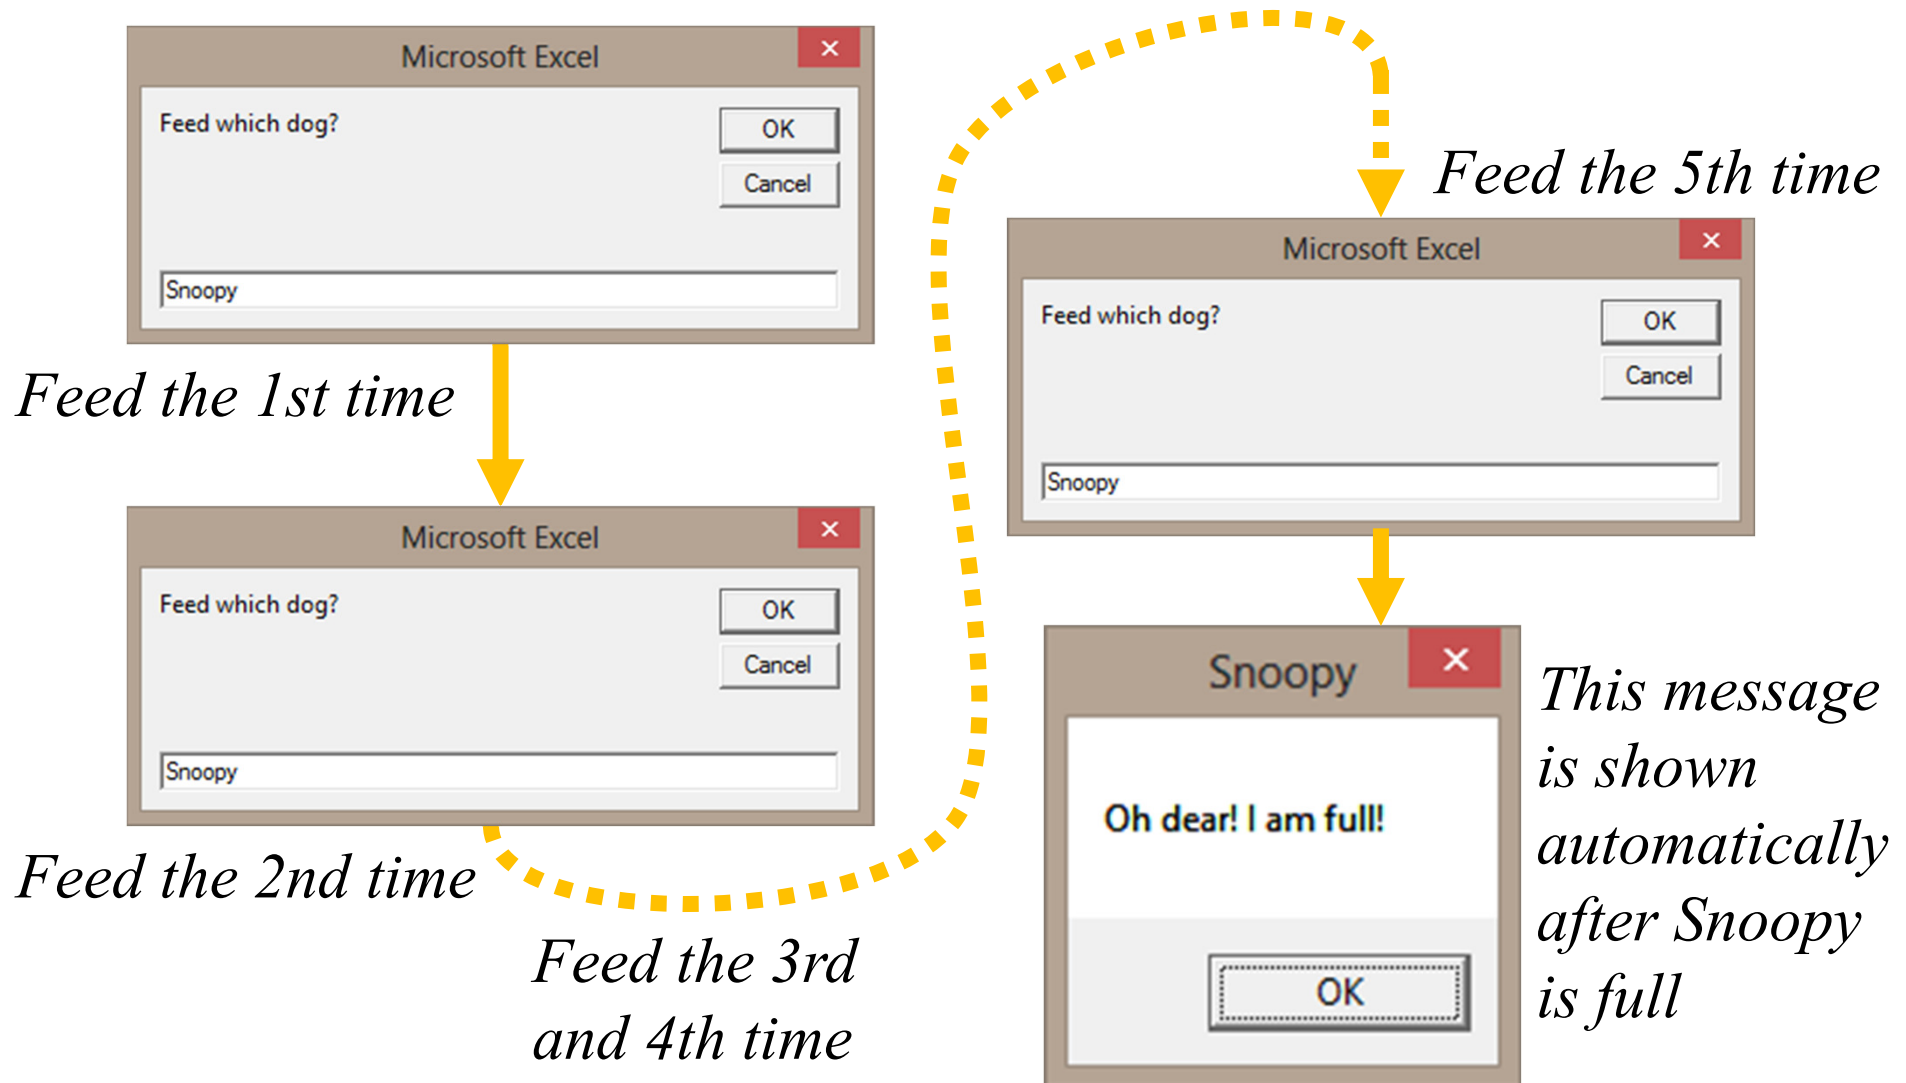 Microsoft Excel
Feed which dog?
OK
Cancel
Snoopy
Feed the 1st time
Microsoft Excel
Feed which dog?
OK
Cancel
Snoopy
Feed the 2nd time
Feed the 3rd
and 4th time
Feed the 5th time
Microsoft Excel
Feed which dog?
OK
Cancel
Snoopy
Snoopy
Oh dear! I am full!
OK
This message
is shown
automatically
after Snoopy
is full